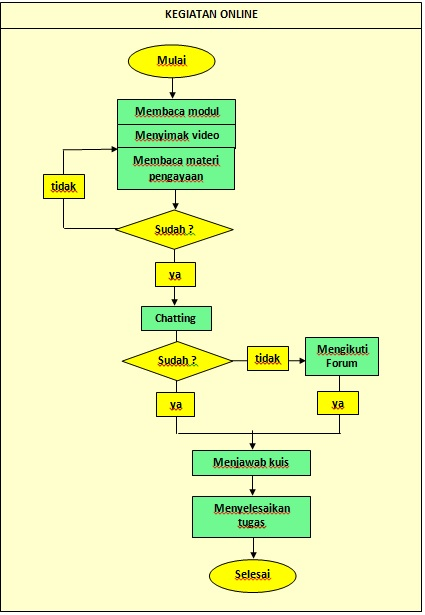 KEGIATAN ONLINE
Mulai
Membaca modul
Menyimak video
Membaca materi
pengayaan
tidak
Sudah ?
ya
Chatting
Sudah ?
tidak
Mengikuti
Forum
ya
ya
Menjawab kuis
Menyelesaikan
tugas
Selesai